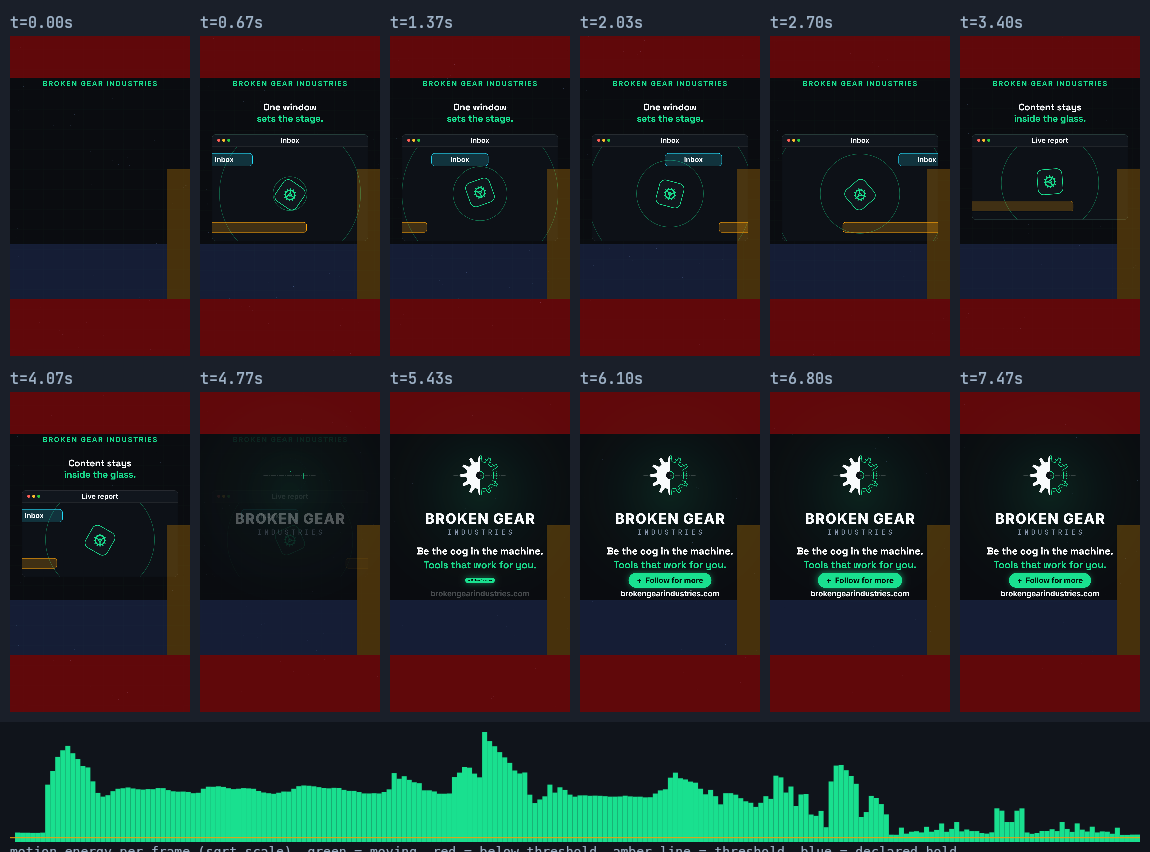 t=0.00s t=0.67s t=1.37s t=2.03s t=2.70s t=3.40s
BROKEN GEAR INDUSTRIES
BROKEN GEAR INDUSTRIES
One window
sets the stage.
Inbox
Inbox
BROKEN GEAR INDUSTRIES
One window
sets the stage.
Inbox
Inbox
BROKEN GEAR INDUSTRIES
One window
sets the stage.
Inbox
Inbox
BROKEN GEAR INDUSTRIES
Inbox
Inbox
BROKEN GEAR INDUSTRIES
Content stays
inside the glass.
Live report
t=4.07s t=4.77s t=5.43s t=6.10s t=6.80s t=7.47s
BROKEN GEAR INDUSTRIES
Content stays
inside the glass.
Live report
Inbox
BROKEN GEAR INDUSTRIES
Live report
BROKEN GEAR
INDUSTRIES
BROKEN GEAR
INDUSTRIES
Be the cog in the machine.
Tools that work for you.
brokengearindustries.com
BROKEN GEAR
INDUSTRIES
Be the cog in the machine.
Tools that work for you.
+ Follow for more
brokengearindustries.com
BROKEN GEAR
INDUSTRIES
Be the cog in the machine.
Tools that work for you.
+ Follow for more
brokengearindustries.com
BROKEN GEAR
INDUSTRIES
Be the cog in the machine.
Tools that work for you.
+ Follow for more
brokengearindustries.com
motion energy per frame (sqrt scale) green = moving red = below threshold amber line = threshold blue = declared hold